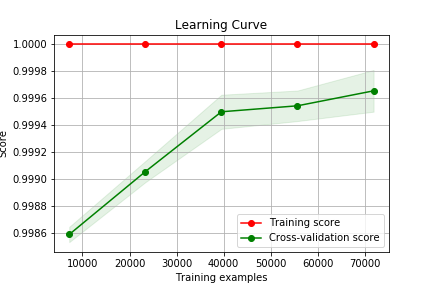 Learning Curve
1.0000
0.9998
0.9996
0.9994
0.9992
0.9990
0.9988
0.9986
Score
Training score
Cross-validation score
10000 20000 30000 40000 50000 60000 70000
Training examples